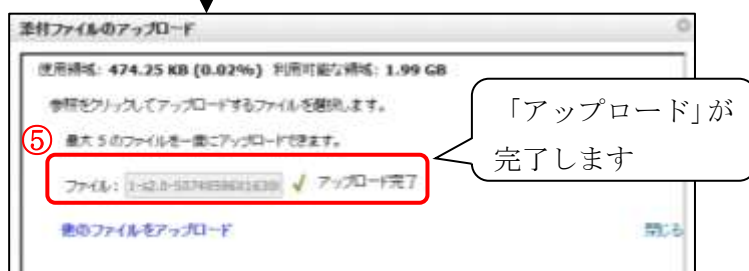 添付ファイルのアップロード
使用領域: 474.25 KB (0.02%) 利用可能な領域: 1.99 GB
参照をクリックしてアップロードするファイルを選択します。
⑤ 最大 5 のファイルを一度にアップロードできます。
ファイル: ✓ アップロード完了
他のファイルをアップロード
閉じる
「アップロード」が
完了します